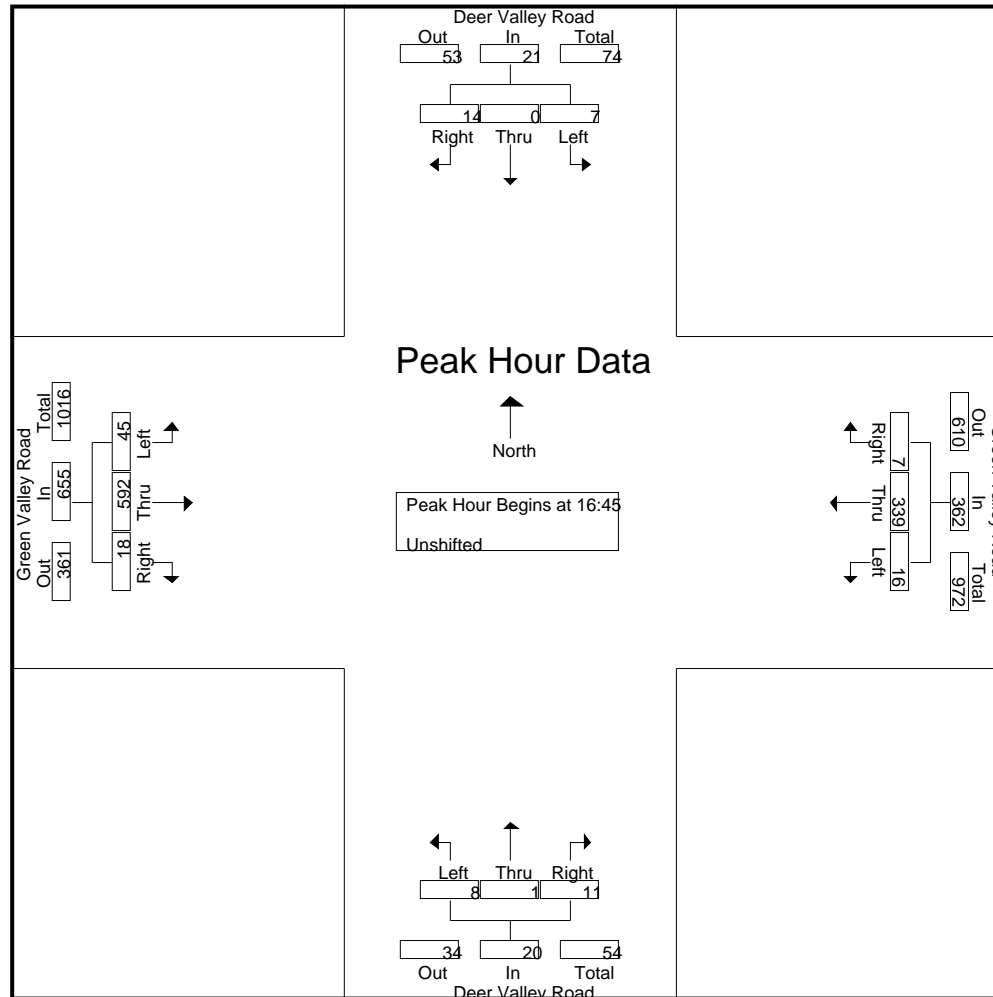 Deer Valley Road
Out In Total
53 21 74
14 0 7
Right Thru Left
Peak Hour Data
North
Peak Hour Begins at 16:45
Unshifted
Green Valley Road
Out In Total
361 655 1016
18 592 45
Right Thru Left
Out In Total
610 362 972
7 339 16
Right Thru Left
Left Thru Right
8 1 11
34 20 54
Out In Total
Deer Valley Road